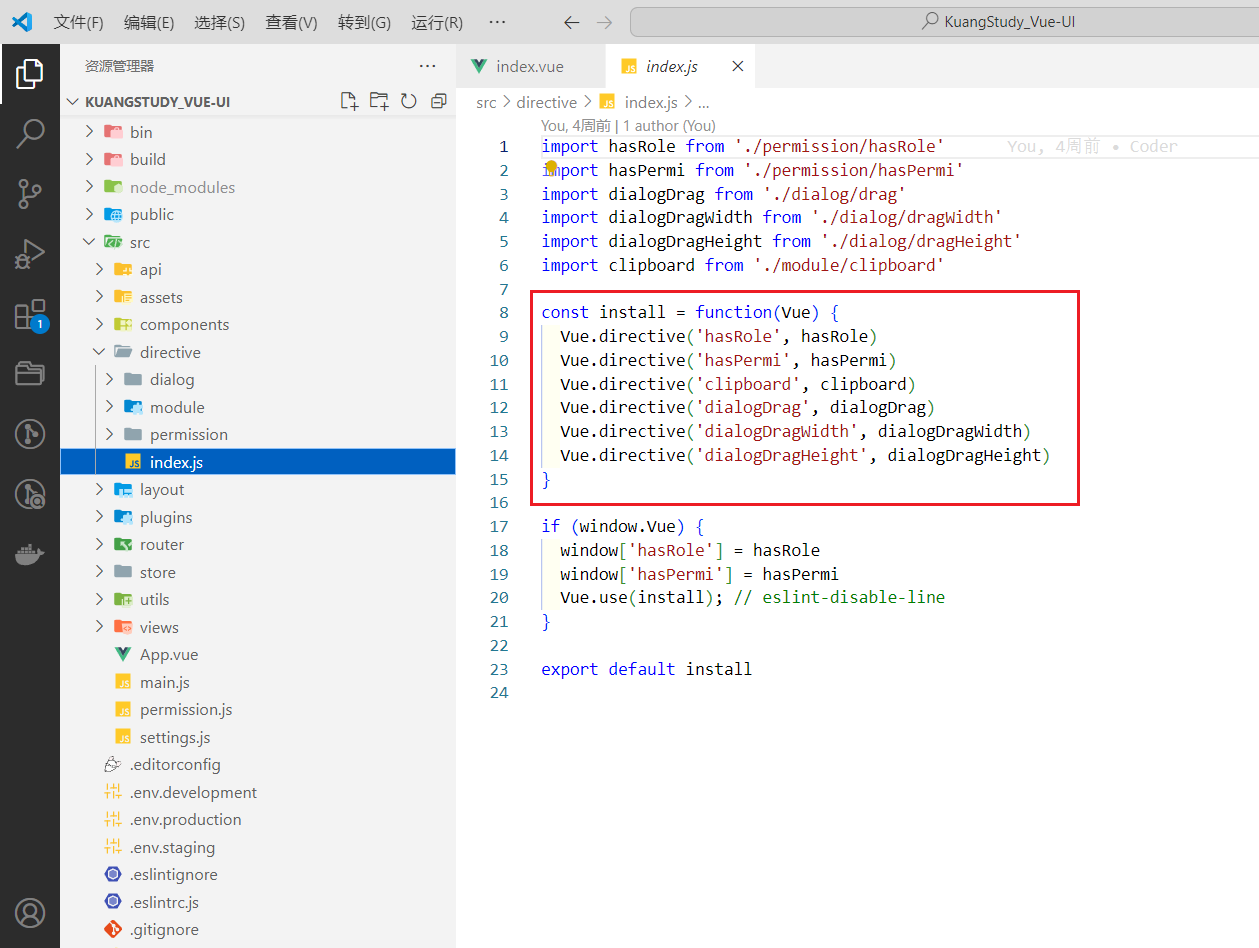 文件(F) 编辑(E) 选择(S) 查看(V) 转到(G) 运行(R) ··· KuangStudy_Vue-UI
资源管理器 ···
KUANGSTUDY_VUE-UI
bin
build
node_modules
public
src
api
assets
components
directive
dialog
module
permission
JS index.js
layout
plugins
router
store
utils
views
App.vue
JS main.js
JS permission.js
JS settings.js
.editorconfig
.env.development
.env.production
.env.staging
.eslintignore
.eslintrc.js
.gitignore
1
index.vue JS index.js
src > directive > JS index.js > ...
You, 4周前 | 1 author (You)
1 import hasRole from './permission/hasRole' You, 4周前 • Coder
2 import hasPermi from './permission/hasPermi'
3 import dialogDrag from './dialog/drag'
4 import dialogDragWidth from './dialog/dragWidth'
5 import dialogDragHeight from './dialog/dragHeight'
6 import clipboard from './module/clipboard'
7
8 const install = function(Vue) {
9 Vue.directive('hasRole', hasRole)
10 Vue.directive('hasPermi', hasPermi)
11 Vue.directive('clipboard', clipboard)
12 Vue.directive('dialogDrag', dialogDrag)
13 Vue.directive('dialogDragWidth', dialogDragWidth)
14 Vue.directive('dialogDragHeight', dialogDragHeight)
15 }
16
17 if (window.Vue) {
18 window['hasRole'] = hasRole
19 window['hasPermi'] = hasPermi
20 Vue.use(install); // eslint-disable-line
21 }
22
23 export default install
24